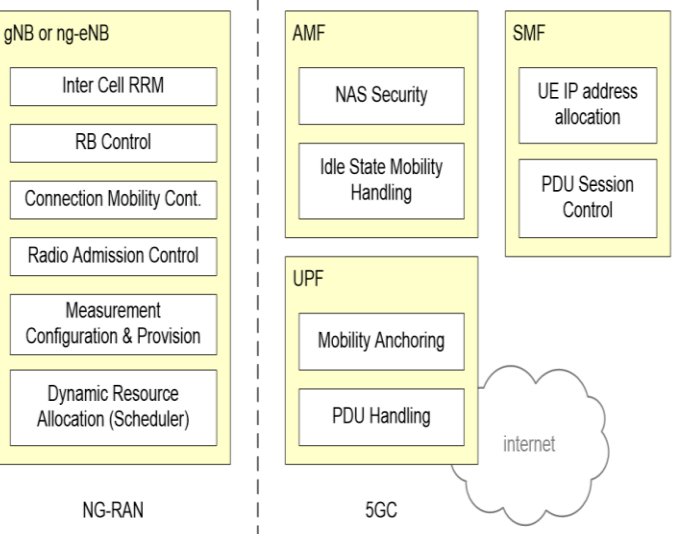 gNB or ng-eNB
Inter Cell RRM
RB Control
Connection Mobility Cont.
Radio Admission Control
Measurement
Configuration & Provision
Dynamic Resource
Allocation (Scheduler)
NG-RAN
AMF
NAS Security
Idle State Mobility
Handling
SMF
UE IP address
allocation
PDU Session
Control
UPF
Mobility Anchoring
PDU Handling
internet
5GC